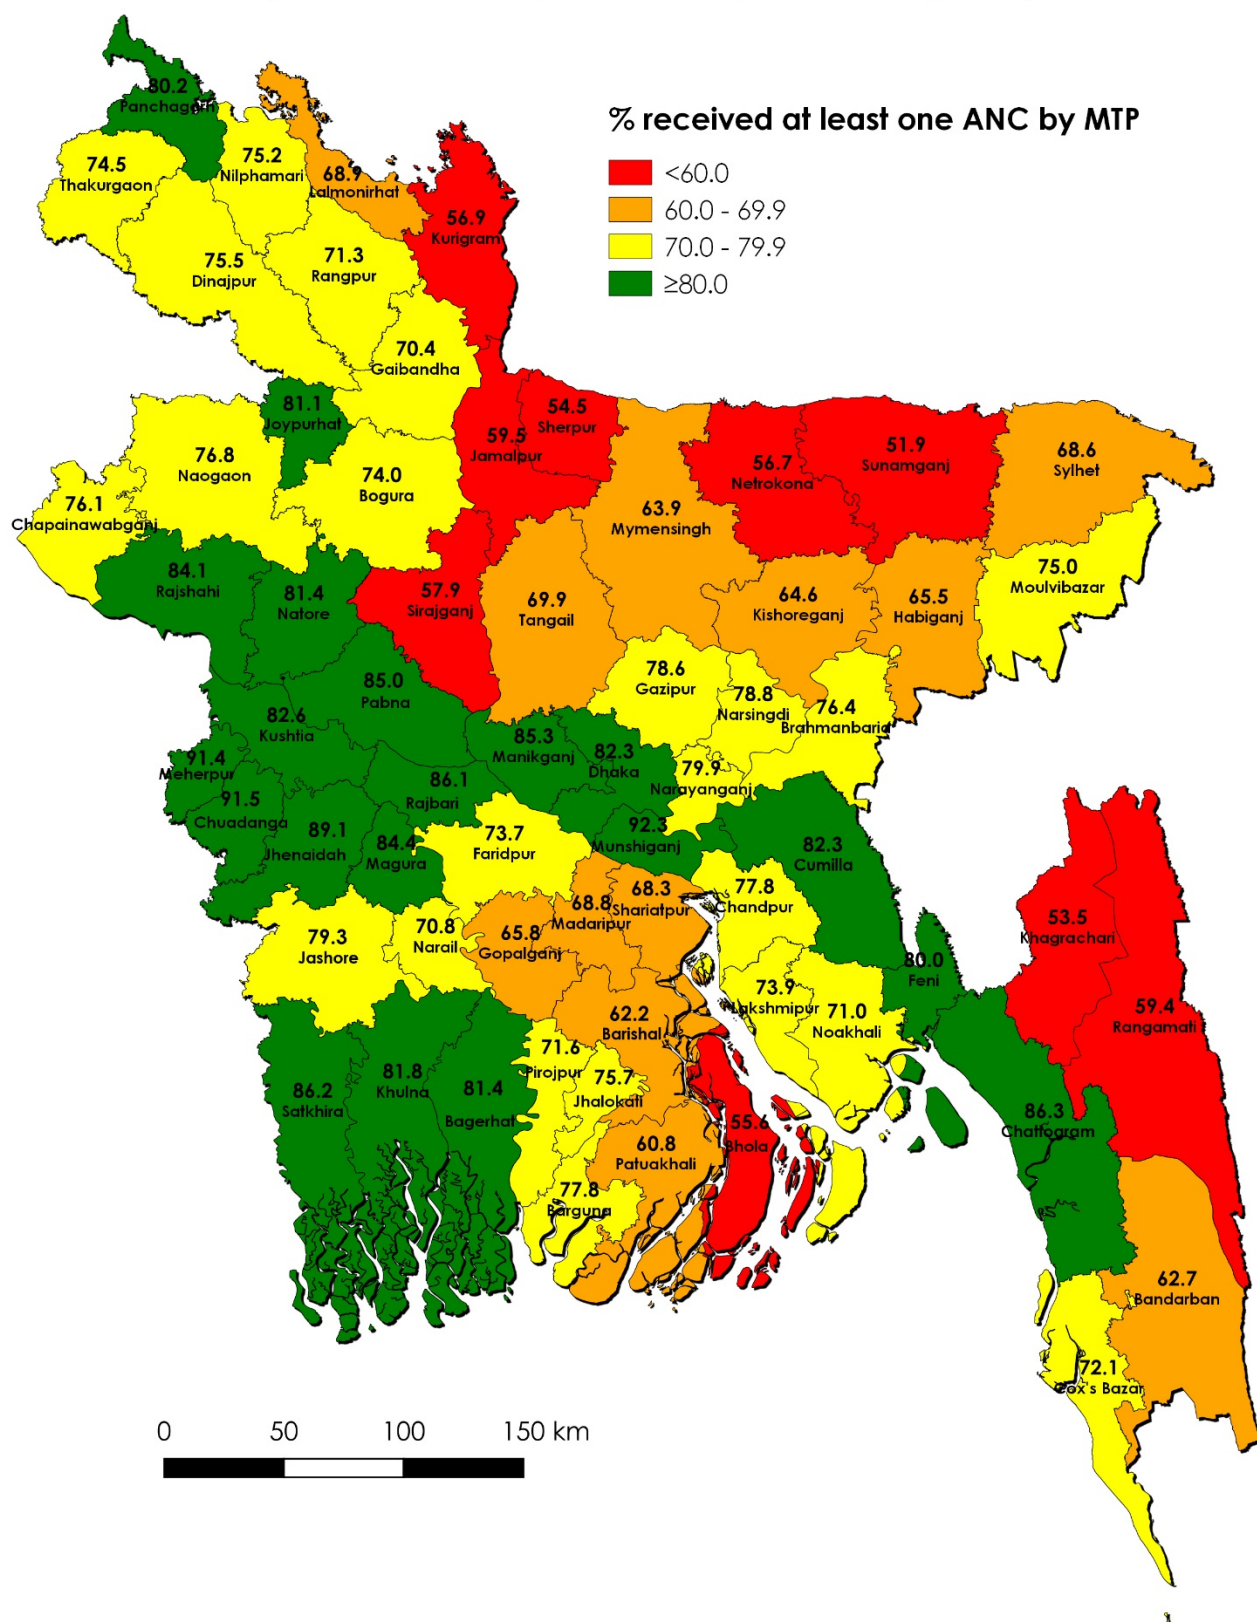 % received at least one ANC by MTP
<60.0
60.0 - 69.9
70.0 - 79.9
≥80.0
80.2
Panchagarh
74.5
Thakurgaon
75.2
Nilphamari
68.9
Lalmonirhat
56.9
Kurigram
75.5
Dinajpur
71.3
Rangpur
70.4
Gaibandha
81.1
Joypurhat
76.8
Naogaon
74.0
Bogura
76.1
Chapainawabganj
59.5
Jamalpur
54.5
Sherpur
63.9
Mymensingh
56.7
Netrokona
51.9
Sunamganj
68.6
Sylhet
75.0
Moulvibazar
84.1
Rajshahi
81.4
Natore
57.9
Sirajganj
69.9
Tangail
64.6
Kishoreganj
65.5
Habiganj
85.0
Pabna
78.6
Gazipur
78.8
Narsingdi
76.4
Brahmanbaria
82.6
Kushtia
85.3
Manikganj
82.3
Dhaka
79.9
Narayanganj
91.4
Meherpur
91.5
Chuadanga
86.1
Rajbari
89.1
Jhenaidah
84.4
Magura
73.7
Faridpur
92.3
Munshiganj
82.3
Cumilla
77.8
Chandpur
68.3
Shariatpur
68.8
Madaripur
65.8
Gopalganj
70.8
Narail
79.3
Jashore
53.5
Khagrachari
80.0
Feni
59.4
Rangamati
73.9
Lakshmipur
71.0
Noakhali
62.2
Barishal
71.6
Pirojpur
75.7
Jhalokati
86.2
Satkhira
81.8
Khulna
81.4
Bagerhat
55.6
Bhola
60.8
Patuakhali
77.8
Barguna
86.3
Chattogram
62.7
Bandarban
72.1
Cox's Bazar
0 50 100 150 km